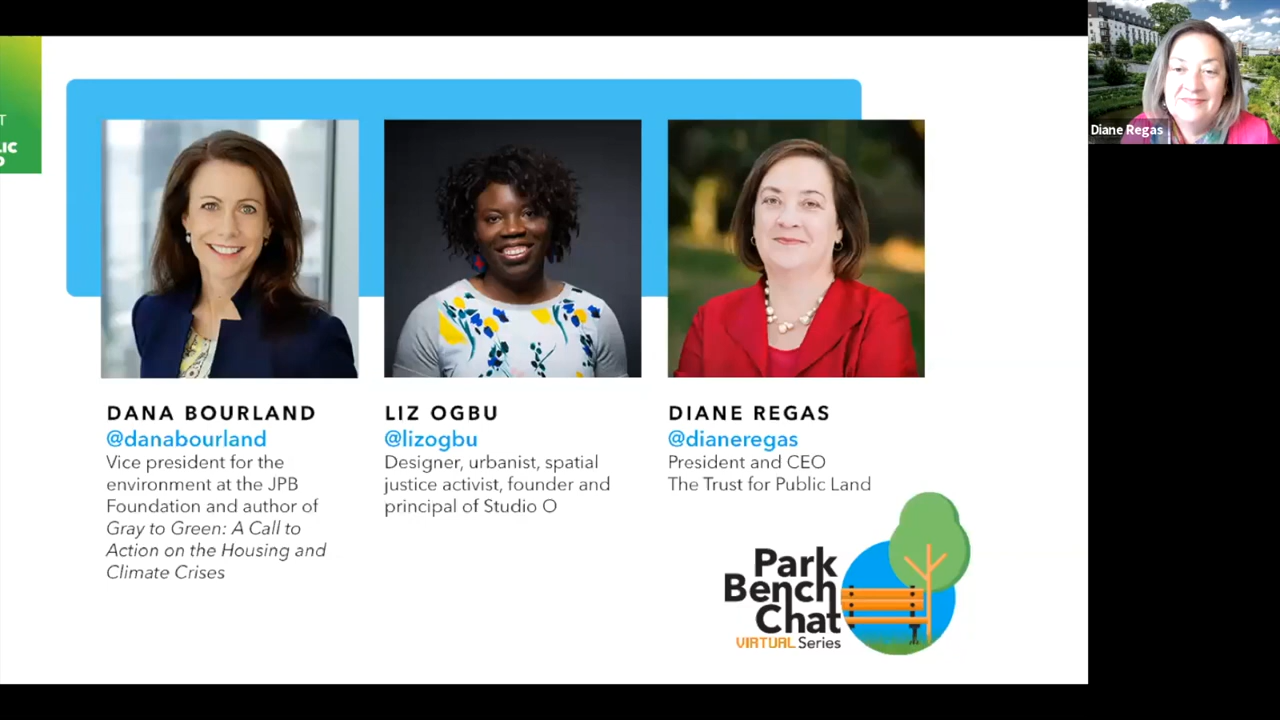 T
LIC
D
Diane Regas
DANA BOURLAND
@danabourland
Vice president for the
environment at the JPB
Foundation and author of
Gray to Green: A Call to
Action on the Housing and
Climate Crises
LIZ OGBU
@lizogbu
Designer, urbanist, spatial
justice activist, founder and
principal of Studio O
DIANE REGAS
@dianeregas
President and CEO
The Trust for Public Land
Park
Bench
Chat
VIRTUAL Series